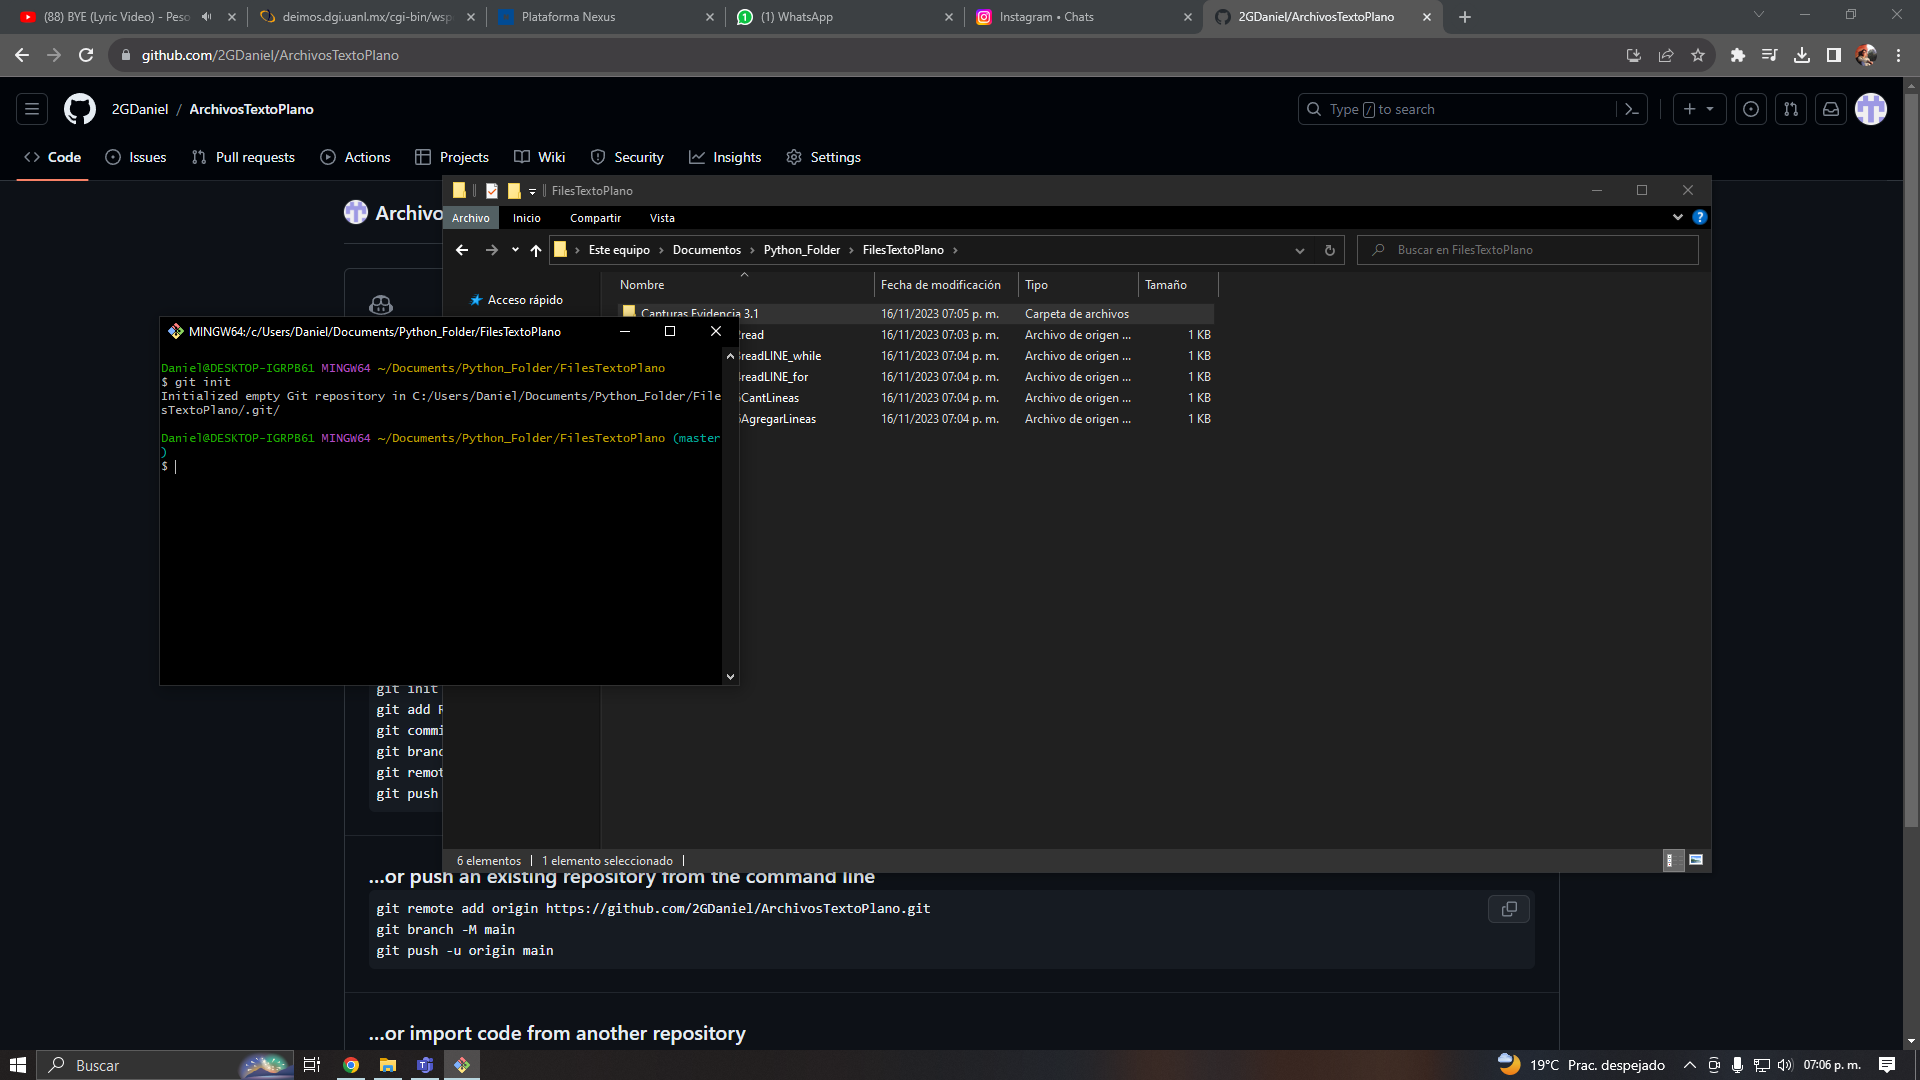 (88) BYE (Lyric Video) - Peso
deimos.dgi.uanl.mx/cgi-bin/wsp
Plataforma Nexus
(1) WhatsApp
Instagram • Chats
2GDaniel/ArchivosTextoPlano
github.com/2GDaniel/ArchivosTextoPlano
2GDaniel / ArchivosTextoPlano
Type / to search
Code
Issues
Pull requests
Actions
Projects
Wiki
Security
Insights
Settings
Archivo
FilesTextoPlano
Archivo
Inicio
Compartir
Vista
Este equipo > Documentos > Python_Folder > FilesTextoPlano >
Buscar en FilesTextoPlano
Acceso rápido
Nombre
Fecha de modificación
Tipo
Tamaño
Capturas Evidencia 3.1 16/11/2023 07:05 p. m. Carpeta de archivos
read 16/11/2023 07:03 p. m. Archivo de origen ... 1 KB
readLINE_while 16/11/2023 07:04 p. m. Archivo de origen ... 1 KB
readLINE_for 16/11/2023 07:04 p. m. Archivo de origen ... 1 KB
CantLineas 16/11/2023 07:04 p. m. Archivo de origen ... 1 KB
AgregarLineas 16/11/2023 07:04 p. m. Archivo de origen ... 1 KB
6 elementos
1 elemento seleccionado
MINGW64:/c/Users/Daniel/Documents/Python_Folder/FilesTextoPlano
Daniel@DESKTOP-IGRPB61 MINGW64 ~/Documents/Python_Folder/FilesTextoPlano
$ git init
Initialized empty Git repository in C:/Users/Daniel/Documents/Python_Folder/File
sTextoPlano/.git/
Daniel@DESKTOP-IGRPB61 MINGW64 ~/Documents/Python_Folder/FilesTextoPlano (master
)
$
git init
git add R
git commi
git branc
git remot
git push
...or push an existing repository from the command line
git remote add origin https://github.com/2GDaniel/ArchivosTextoPlano.git
git branch -M main
git push -u origin main
...or import code from another repository
Buscar
19°C Prac. despejado
07:06 p. m.